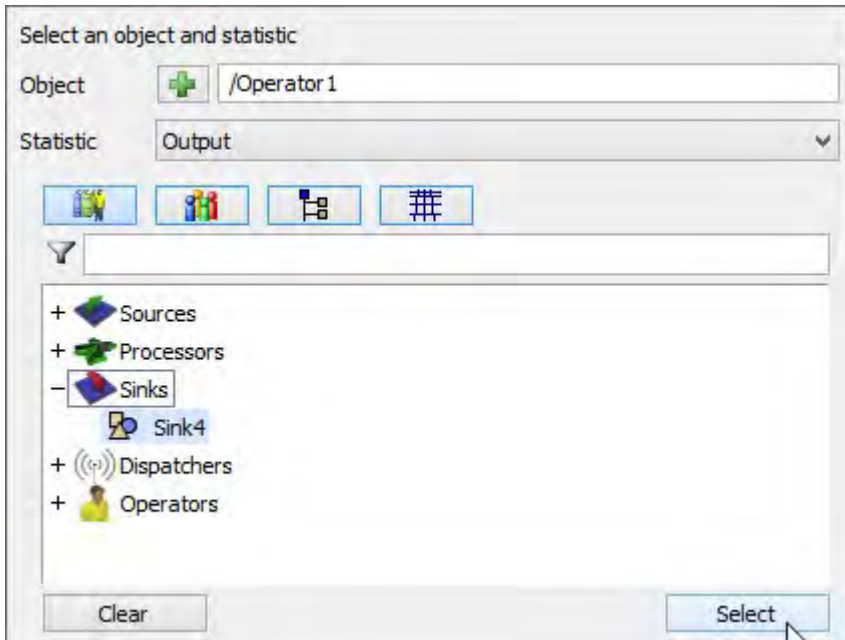 Select an object and statistic
Object /Operator1
Statistic Output
+ Sources
+ Processors
− Sinks
Sink4
+ Dispatchers
+ Operators
Clear Select